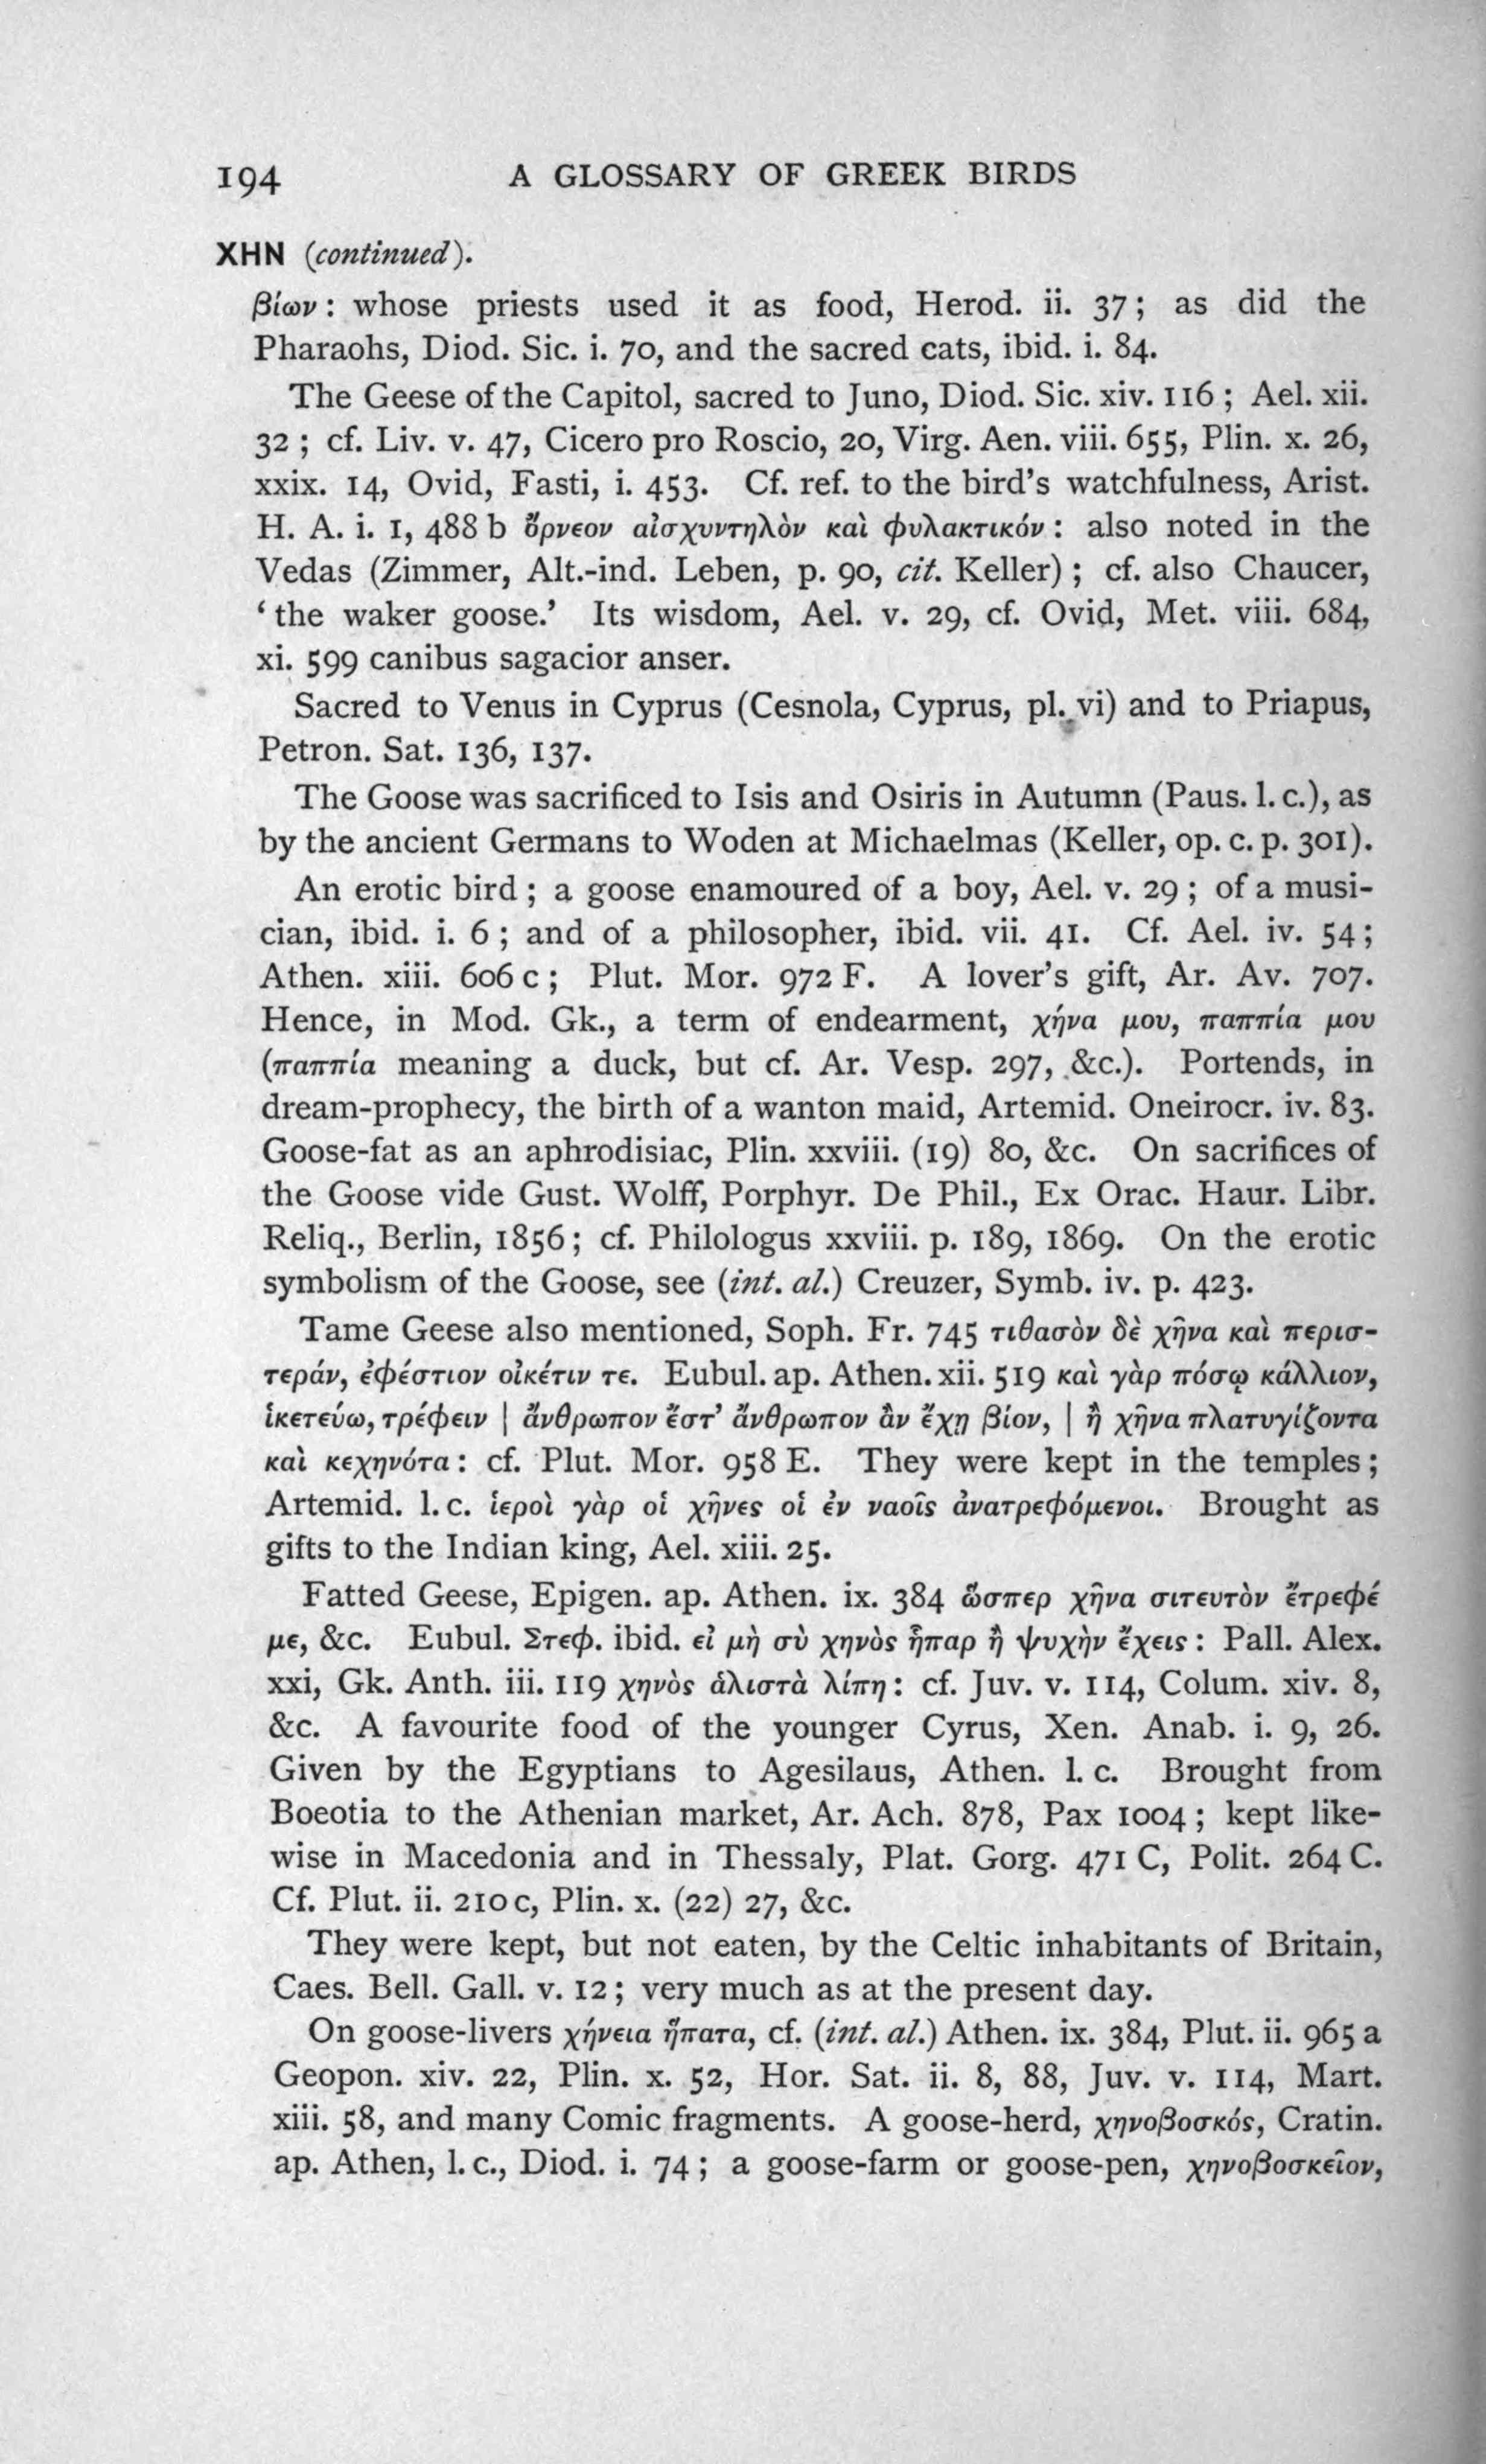 194 A GLOSSARY OF GREEK BIRDS
ΧΗΝ (continued).
βίων : whose priests used it as food, Herod. ii. 37 ; as did the
Pharaohs, Diod. Sic. i. 70, and the sacred cats, ibid. i. 84.
The Geese of the Capitol, sacred to Juno, Diod. Sic. xiv. 116 ; Ael. xii.
32 ; cf. Liv. v. 47, Cicero pro Roscio, 20, Virg. Aen. viii. 655, Plin. x. 26,
xxix. 14, Ovid, Fasti, i. 453. Cf. ref. to the bird's watchfulness, Arist.
H. A. i. 1, 488 b ὄρνεον αἰσχυντηλὸν καὶ φυλακτικόν : also noted in the
Vedas (Zimmer, Alt.-ind. Leben, p. 90, cit. Keller) ; cf. also Chaucer,
‘the waker goose.’ Its wisdom, Ael. v. 29, cf. Ovid, Met. viii. 684,
xi. 599 canibus sagacior anser.
Sacred to Venus in Cyprus (Cesnola, Cyprus, pl. vi) and to Priapus,
Petron. Sat. 136, 137.
The Goose was sacrificed to Isis and Osiris in Autumn (Paus. l. c.), as
by the ancient Germans to Woden at Michaelmas (Keller, op. c. p. 301).
An erotic bird ; a goose enamoured of a boy, Ael. v. 29 ; of a musi-
cian, ibid. i. 6 ; and of a philosopher, ibid. vii. 41. Cf. Ael. iv. 54 ;
Athen. xiii. 606 c ; Plut. Mor. 972 F. A lover's gift, Ar. Av. 707.
Hence, in Mod. Gk., a term of endearment, χήνα μου, παππία μου
(παππία meaning a duck, but cf. Ar. Vesp. 297, &c.). Portends, in
dream-prophecy, the birth of a wanton maid, Artemid. Oneirocr. iv. 83.
Goose-fat as an aphrodisiac, Plin. xxviii. (19) 80, &c. On sacrifices of
the Goose vide Gust. Wolff, Porphyr. De Phil., Ex Orac. Haur. Libr.
Reliq., Berlin, 1856 ; cf. Philologus xxviii. p. 189, 1869. On the erotic
symbolism of the Goose, see (int. al.) Creuzer, Symb. iv. p. 423.
Tame Geese also mentioned, Soph. Fr. 745 τιθασὸν δὲ χῆνα καὶ περισ-
τεράν, ἐφέστιον οἰκέτιν τε. Eubul. ap. Athen. xii. 519 καὶ γὰρ πόσῳ κάλλιον,
ἱκετεύω, τρέφειν | ἄνθρωπον ἔστ’ ἄνθρωπον ἂν ἔχῃ βίον, | ἢ χῆνα πλατυγίζοντα
καὶ κεχηνότα : cf. Plut. Mor. 958 E. They were kept in the temples ;
Artemid. l. c. ἱεροὶ γὰρ οἱ χῆνες οἱ ἐν ναοῖς ἀνατρεφόμενοι. Brought as
gifts to the Indian king, Ael. xiii. 25.
Fatted Geese, Epigen. ap. Athen. ix. 384 ὥσπερ χῆνα σιτευτὸν ἔτρεφέ
με, &c. Eubul. Στεφ. ibid. εἰ μὴ σὺ χηνὸς ἧπαρ ἢ ψυχὴν ἔχεις : Pall. Alex.
xxi, Gk. Anth. iii. 119 χηνὸς ἁλιστὰ λίπη : cf. Juv. v. 114, Colum. xiv. 8,
&c. A favourite food of the younger Cyrus, Xen. Anab. i. 9, 26.
Given by the Egyptians to Agesilaus, Athen. l. c. Brought from
Boeotia to the Athenian market, Ar. Ach. 878, Pax 1004 ; kept like-
wise in Macedonia and in Thessaly, Plat. Gorg. 471 C, Polit. 264 C.
Cf. Plut. ii. 210 c, Plin. x. (22) 27, &c.
They were kept, but not eaten, by the Celtic inhabitants of Britain,
Caes. Bell. Gall. v. 12 ; very much as at the present day.
On goose-livers χήνεια ἥπατα, cf. (int. al.) Athen. ix. 384, Plut. ii. 965 a
Geopon. xiv. 22, Plin. x. 52, Hor. Sat. ii. 8, 88, Juv. v. 114, Mart.
xiii. 58, and many Comic fragments. A goose-herd, χηνοβοσκός, Cratin.
ap. Athen, l. c., Diod. i. 74 ; a goose-farm or goose-pen, χηνοβοσκεῖον,